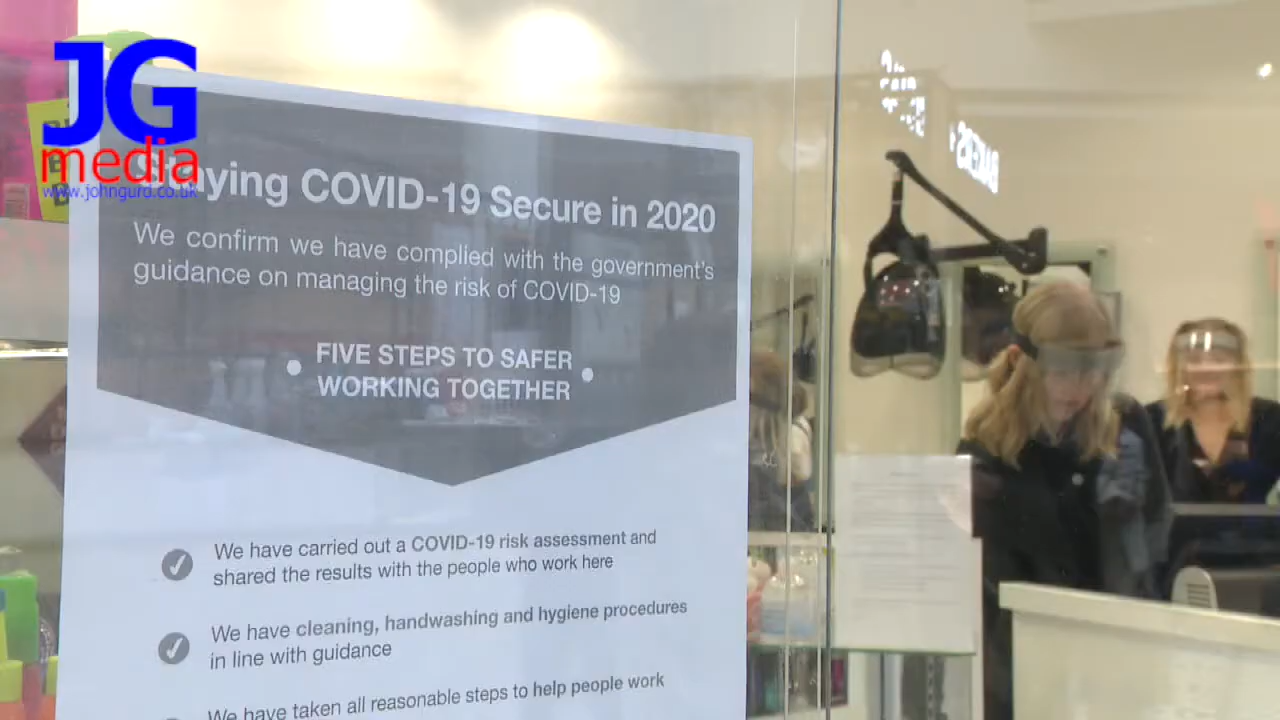 JG
media
www.johngurd.co.uk
Staying COVID-19 Secure in 2020
We confirm we have complied with the government's
guidance on managing the risk of COVID-19
FIVE STEPS TO SAFER
WORKING TOGETHER
We have carried out a COVID-19 risk assessment and
shared the results with the people who work here
We have cleaning, handwashing and hygiene procedures
in line with guidance
We have taken all reasonable steps to help people work